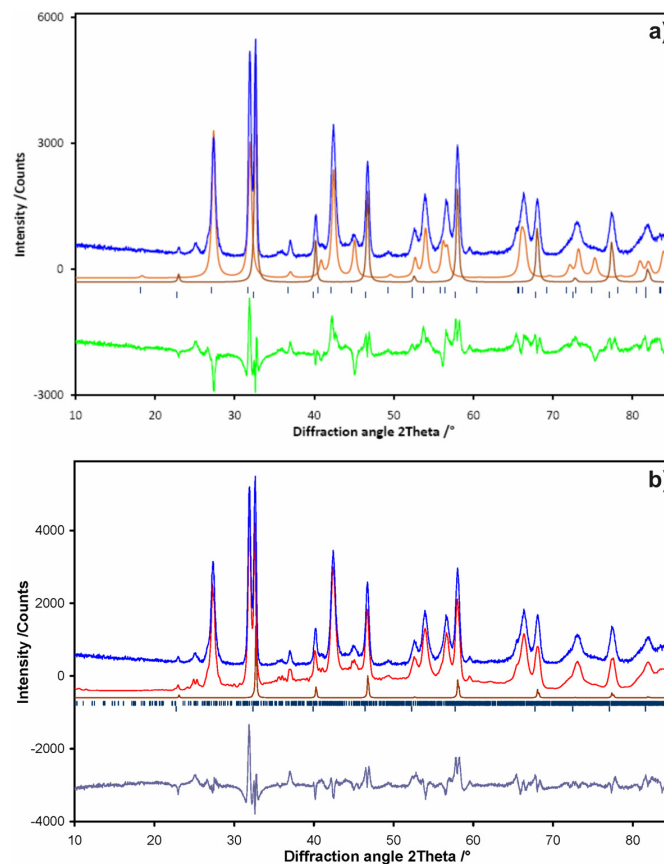 a)
6000
3000
0
-3000
Intensity /Counts
10 20 30 40 50 60 70 80
Diffraction angle 2Theta /°
b)
4000
2000
0
-2000
-4000
Intensity /Counts
10 20 30 40 50 60 70 80
Diffraction angle 2Theta /°